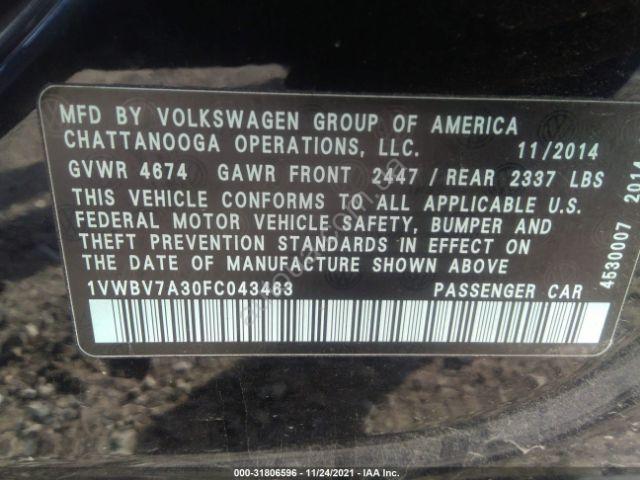 MFD BY VOLKSWAGEN GROUP OF AMERICA
CHATTANOOGA OPERATIONS, LLC. 11/2014
GVWR 4674 GAWR FRONT 2447 / REAR 2337 LBS
THIS VEHICLE CONFORMS TO ALL APPLICABLE U.S.
FEDERAL MOTOR VEHICLE SAFETY, BUMPER AND
THEFT PREVENTION STANDARDS IN EFFECT ON
THE DATE OF MANUFACTURE SHOWN ABOVE
1VWBV7A30FC043463 PASSENGER CAR
4530007
000-31806596 - 11/24/2021 - IAA Inc.